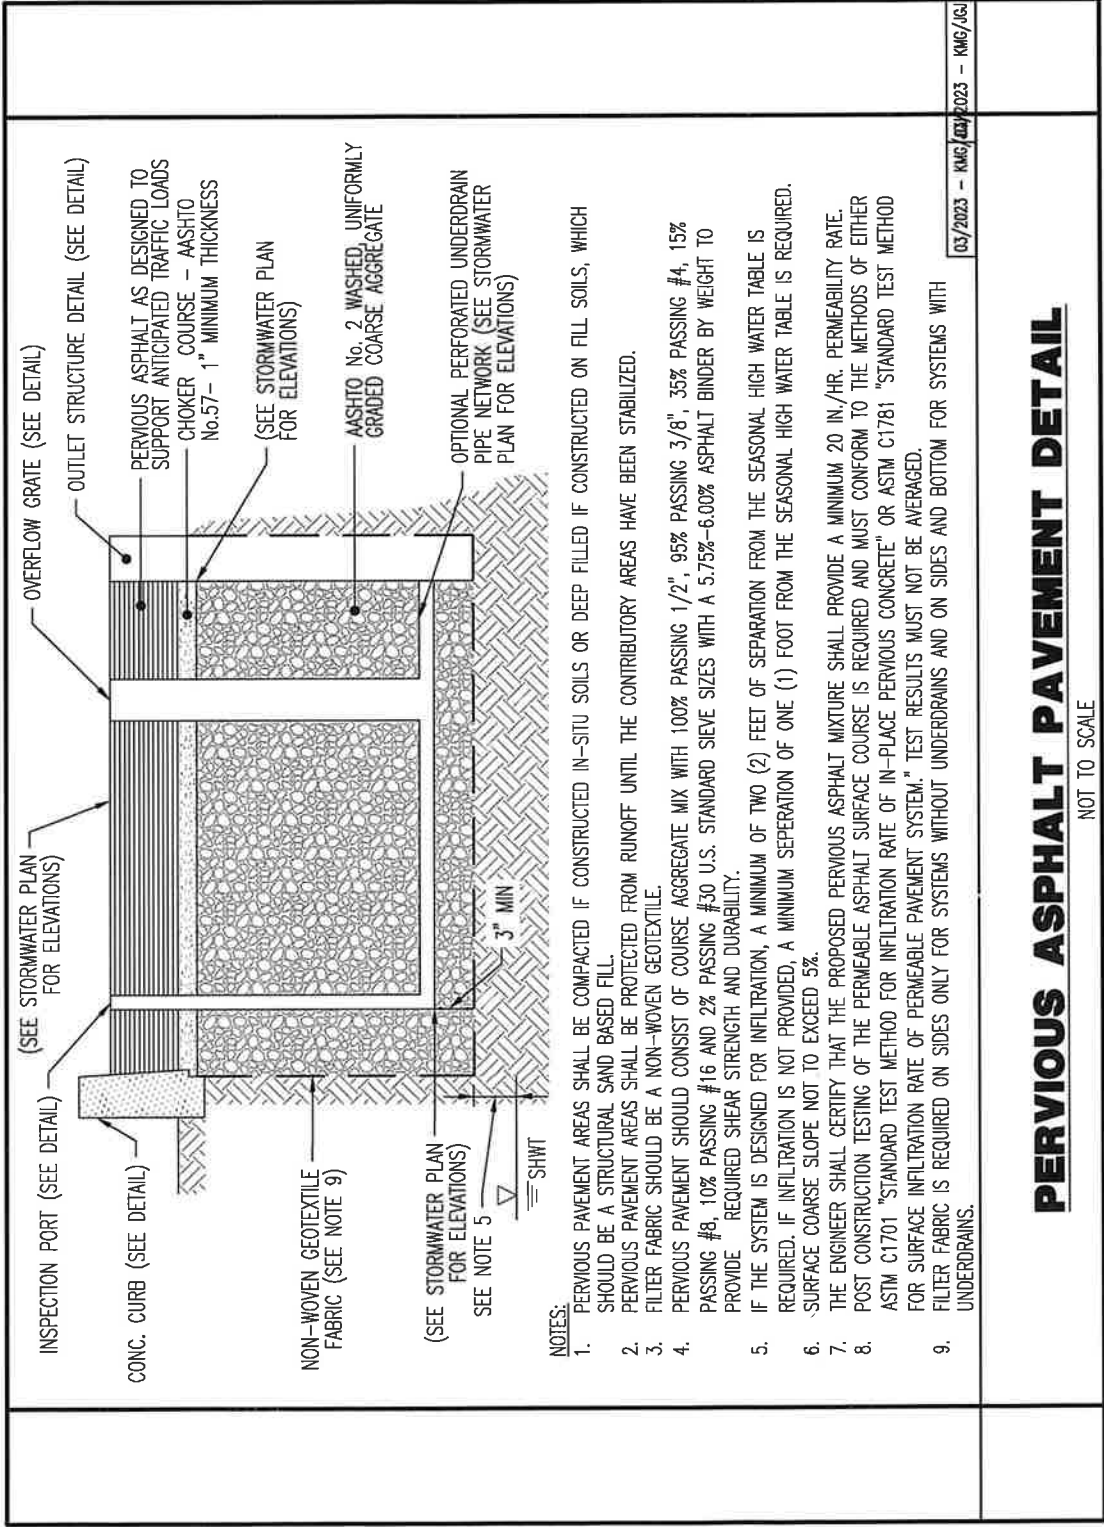 INSPECTION PORT (SEE DETAIL)
(SEE STORMWATER PLAN
FOR ELEVATIONS)
OVERFLOW GRATE (SEE DETAIL)
OUTLET STRUCTURE DETAIL (SEE DETAIL)
CONC. CURB (SEE DETAIL)
PERVIOUS ASPHALT AS DESIGNED TO
SUPPORT ANTICIPATED TRAFFIC LOADS
CHOKER COURSE - AASHTO
No.57- 1" MINIMUM THICKNESS
(SEE STORMWATER PLAN
FOR ELEVATIONS)
NON-WOVEN GEOTEXTILE
FABRIC (SEE NOTE 9)
AASHTO No. 2 WASHED, UNIFORMLY
GRADED COARSE AGGREGATE
(SEE STORMWATER PLAN
FOR ELEVATIONS)
OPTIONAL PERFORATED UNDERDRAIN
PIPE NETWORK (SEE STORMWATER
PLAN FOR ELEVATIONS)
SEE NOTE 5
3" MIN
SHWT
NOTES:
1. PERVIOUS PAVEMENT AREAS SHALL BE COMPACTED IF CONSTRUCTED IN-SITU SOILS OR DEEP FILLED IF CONSTRUCTED ON FILL SOILS, WHICH
SHOULD BE A STRUCTURAL SAND BASED FILL.
2. PERVIOUS PAVEMENT AREAS SHALL BE PROTECTED FROM RUNOFF UNTIL THE CONTRIBUTORY AREAS HAVE BEEN STABILIZED.
3. FILTER FABRIC SHOULD BE A NON-WOVEN GEOTEXTILE.
4. PERVIOUS PAVEMENT SHOULD CONSIST OF COURSE AGGREGATE MIX WITH 100% PASSING 1/2", 95% PASSING 3/8", 35% PASSING #4, 15%
PASSING #8, 10% PASSING #16 AND 2% PASSING #30 U.S. STANDARD SIEVE SIZES WITH A 5.75%-6.00% ASPHALT BINDER BY WEIGHT TO
PROVIDE REQUIRED SHEAR STRENGTH AND DURABILITY.
5. IF THE SYSTEM IS DESIGNED FOR INFILTRATION, A MINIMUM OF TWO (2) FEET OF SEPARATION FROM THE SEASONAL HIGH WATER TABLE IS
REQUIRED. IF INFILTRATION IS NOT PROVIDED, A MINIMUM SEPERATION OF ONE (1) FOOT FROM THE SEASONAL HIGH WATER TABLE IS REQUIRED.
6. SURFACE COARSE SLOPE NOT TO EXCEED 5%.
7. THE ENGINEER SHALL CERTIFY THAT THE PROPOSED PERVIOUS ASPHALT MIXTURE SHALL PROVIDE A MINIMUM 20 IN./HR. PERMEABILITY RATE.
8. POST CONSTRUCTION TESTING OF THE PERMEABLE ASPHALT SURFACE COURSE IS REQUIRED AND MUST CONFORM TO THE METHODS OF EITHER
ASTM C1701 "STANDARD TEST METHOD FOR INFILTRATION RATE OF IN-PLACE PERVIOUS CONCRETE" OR ASTM C1781 "STANDARD TEST METHOD
FOR SURFACE INFILTRATION RATE OF PERMEABLE PAVEMENT SYSTEM." TEST RESULTS MUST NOT BE AVERAGED.
9. FILTER FABRIC IS REQUIRED ON SIDES ONLY FOR SYSTEMS WITHOUT UNDERDRAINS AND ON SIDES AND BOTTOM FOR SYSTEMS WITH
UNDERDRAINS.
03/2023 - KMG/ 2023 - KMG/JGJ
PERVIOUS ASPHALT PAVEMENT DETAIL
NOT TO SCALE